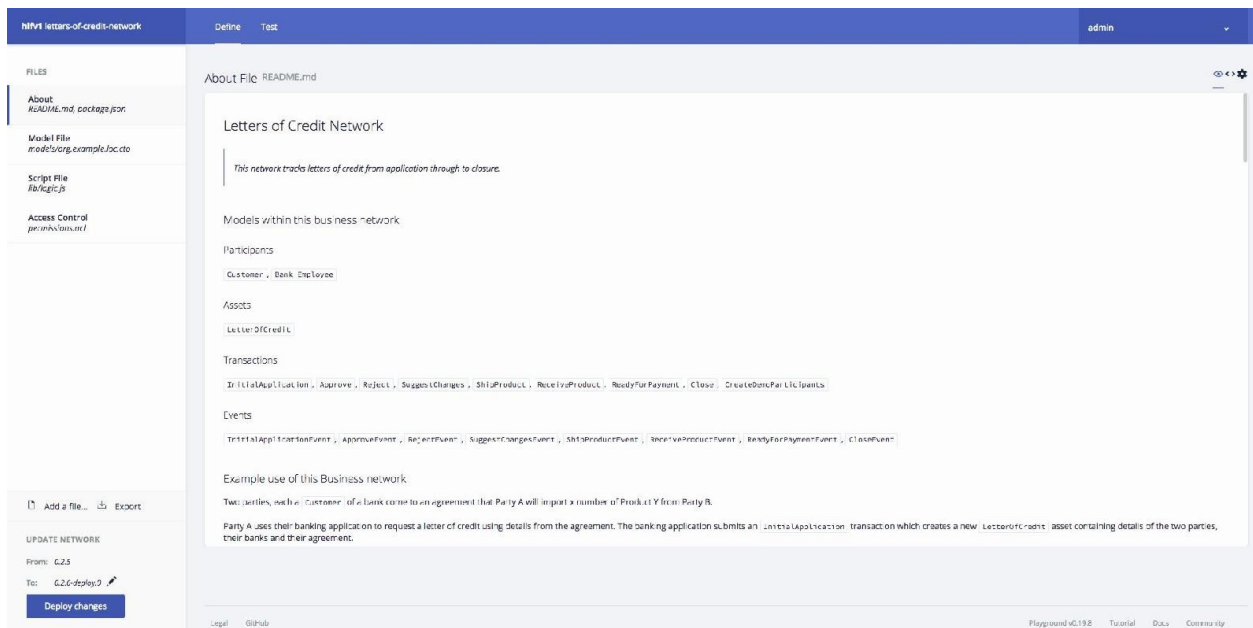 hlfv1 letters-of-credit-network
Define Test
admin
FILES
About
README.md, package.json
Model File
models/org.example.loc.cto
Script File
lib/logic.js
Access Control
permissions.acl
Add a file... Export
UPDATE NETWORK
From: 0.2.5
To: 0.2.6-deploy.0
Deploy changes
About File README.md
Letters of Credit Network
This network tracks letters of credit from application through to closure.
Models within this business network
Participants
Customer , Bank Employee
Assets
LetterOfCredit
Transactions
InitialApplication , Approve , Reject , SuggestChanges , ShipProduct , ReceiveProduct , ReadyForPayment , Close , CreateDemoParticipants
Events
InitialApplicationEvent , ApproveEvent , RejectEvent , SuggestChangesEvent , ShipProductEvent , ReceiveProductEvent , ReadyForPaymentEvent , CloseEvent
Example use of this Business network
Two parties, each a Customer of a bank come to an agreement that Party A will import x number of Product Y from Party B.
Party A uses their banking application to request a letter of credit using details from the agreement. The banking application submits an InitialApplication transaction which creates a new LetterOfCredit asset containing details of the two parties,
their banks and their agreement.
Legal GitHub
Playground v0.19.8 Tutorial Docs Community